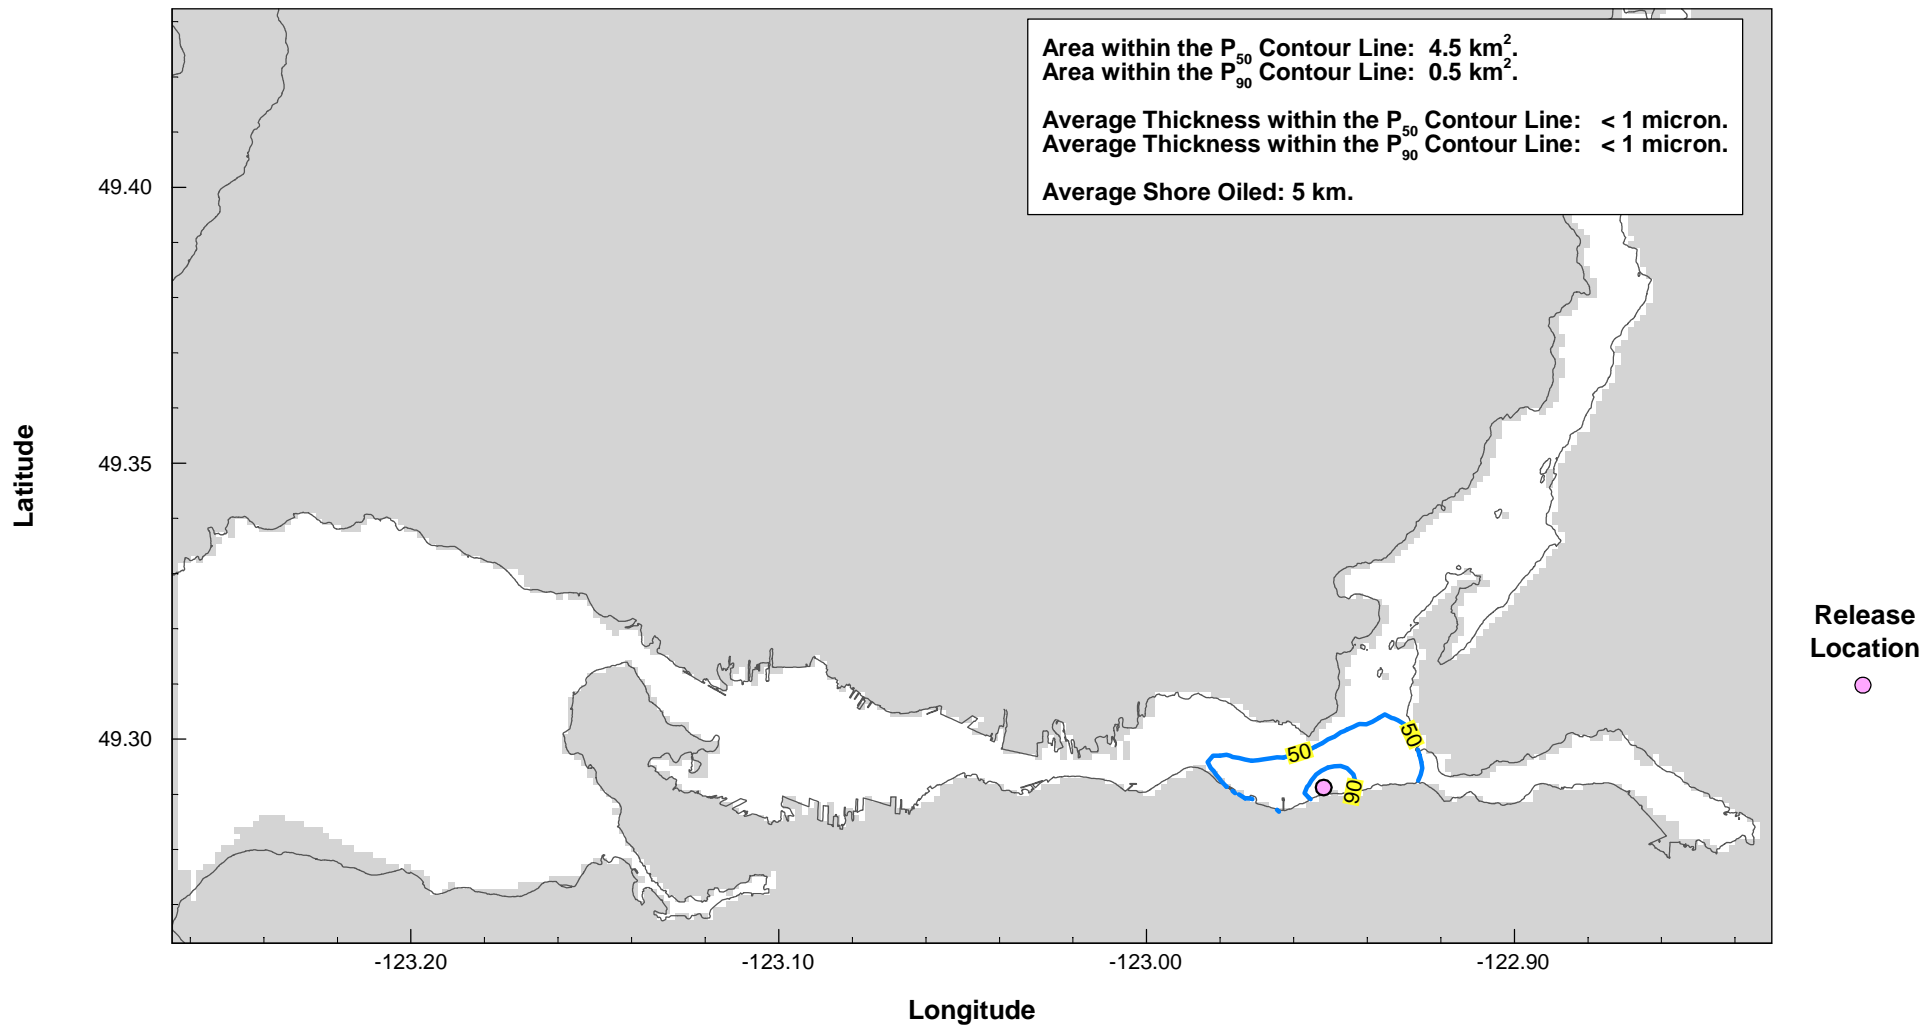 Area within the P50 Contour Line: 4.5 km2.
Area within the P90 Contour Line: 0.5 km2.
Average Thickness within the P50 Contour Line: < 1 micron.
Average Thickness within the P90 Contour Line: < 1 micron.
Average Shore Oiled: 5 km.
49.40
49.35
49.30
Latitude
50
50
90
Release
Location
-123.20
-123.10
-123.00
-122.90
Longitude